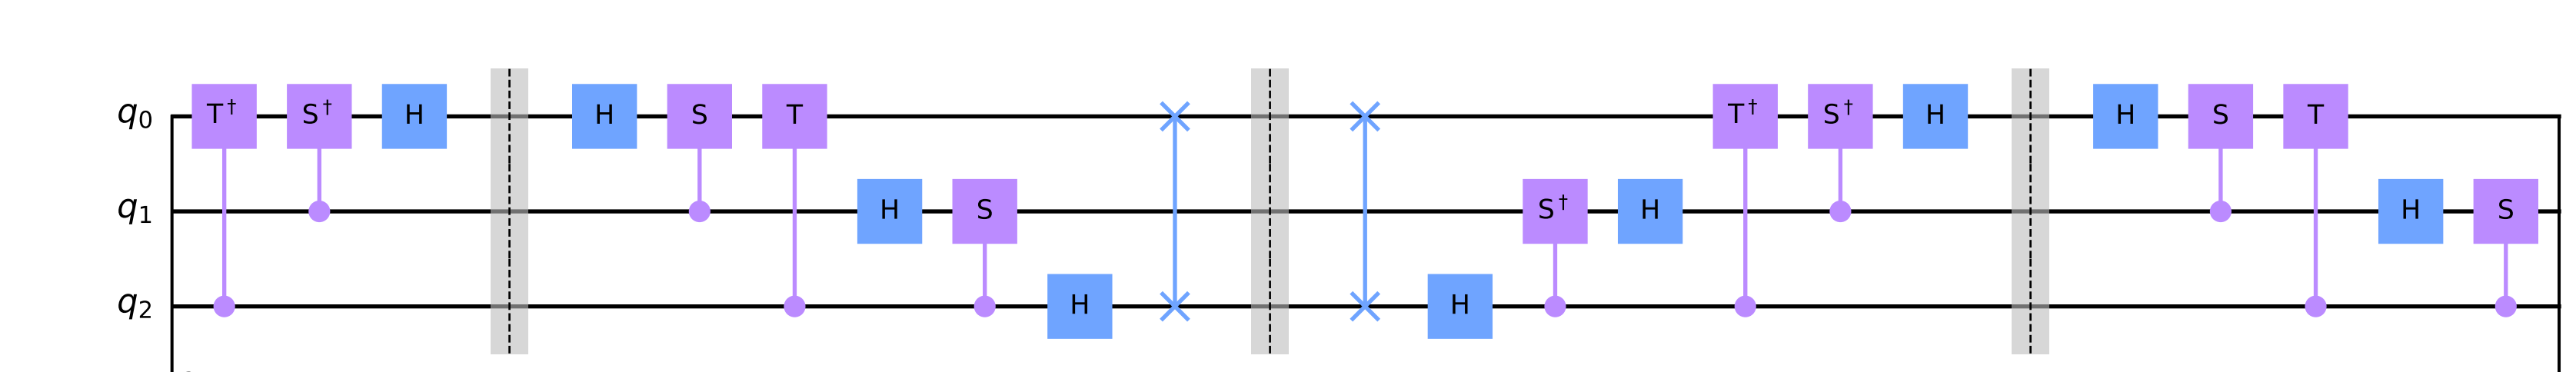 q0 T† S† H H S T T† S† H H S T
q1 H S S† H H S
q2 H H